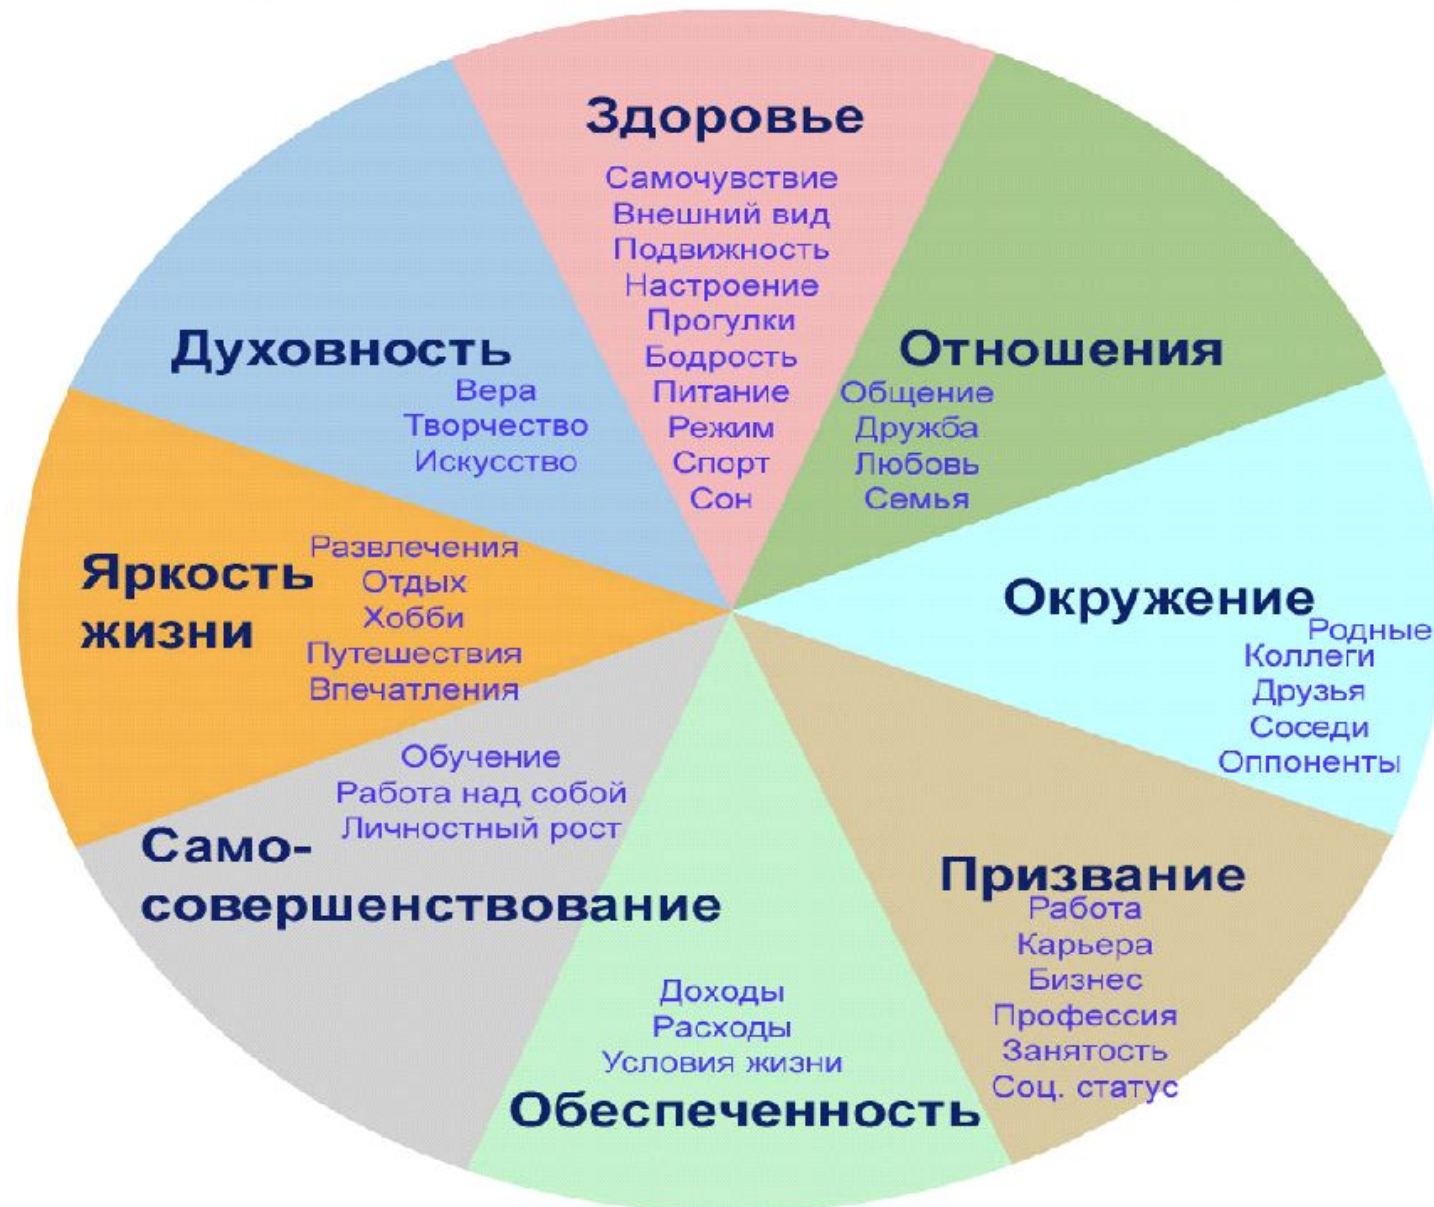 Здоровье
Самочувствие
Внешний вид
Подвижность
Настроение
Прогулки
Бодрость
Питание
Режим
Спорт
Сон
Отношения
Общение
Дружба
Любовь
Семья
Окружение
Родные
Коллеги
Друзья
Соседи
Оппоненты
Призвание
Работа
Карьера
Бизнес
Профессия
Занятость
Соц. статус
Доходы
Расходы
Условия жизни
Обеспеченность
Обучение
Работа над собой
Личностный рост
Само-
совершенствование
Яркость
жизни
Развлечения
Отдых
Хобби
Путешествия
Впечатления
Духовность
Вера
Творчество
Искусство